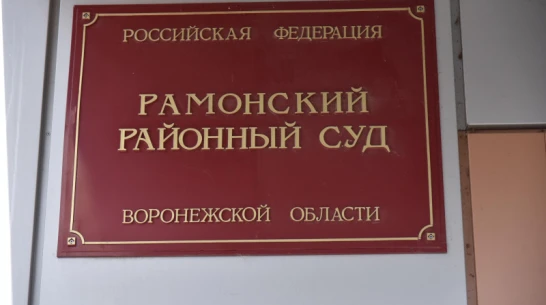 РОССИЙСКАЯ ФЕДЕРАЦИЯ
РАМОНСКИЙ
РАЙОННЫЙ СУД
ВОРОНЕЖСКОЙ ОБЛАСТИ